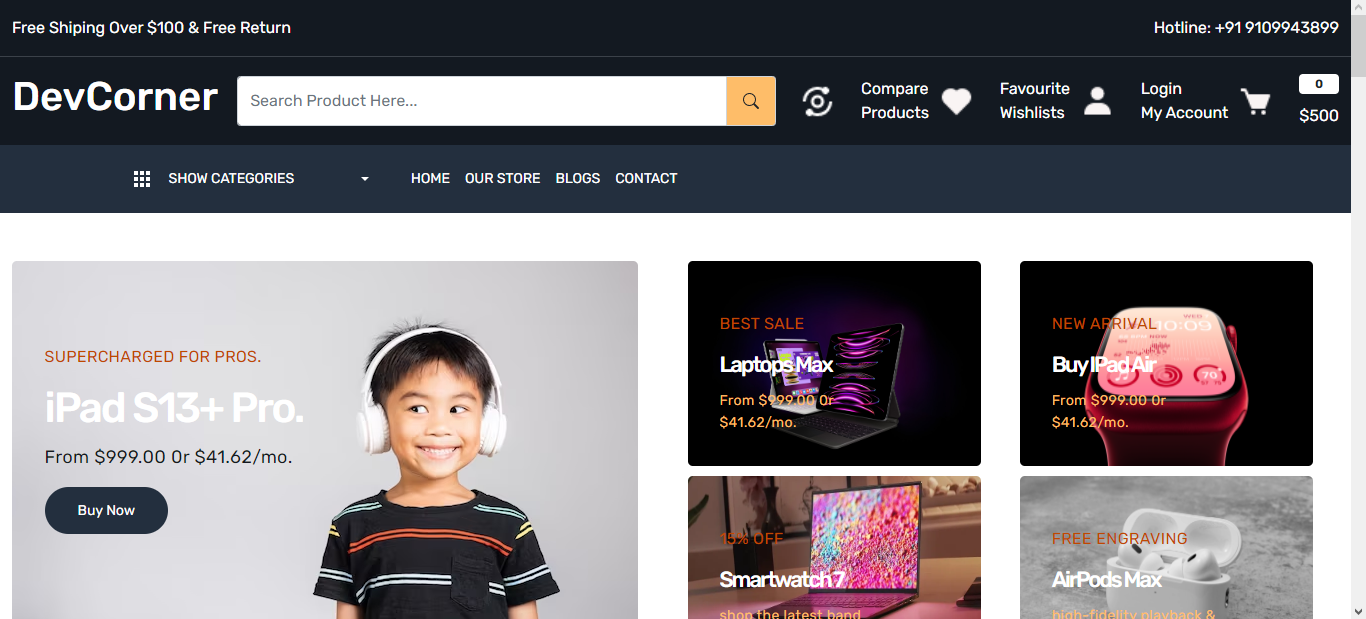 Free Shiping Over $100 & Free Return
Hotline: +91 9109943899
DevCorner
Search Product Here...
Compare
Products
Favourite
Wishlists
Login
My Account
0
$500
SHOW CATEGORIES
HOME
OUR STORE
BLOGS
CONTACT
SUPERCHARGED FOR PROS.
iPad S13+ Pro.
From $999.00 0r $41.62/mo.
Buy Now
BEST SALE
Laptops Max
From $999.00 0r
$41.62/mo.
NEW ARRIVAL
Buy IPad Air
From $999.00 0r
$41.62/mo.
10:09
70°
15% OFF
Smartwatch 7
shop the latest band
FREE ENGRAVING
AirPods Max
high-fidelity playback &